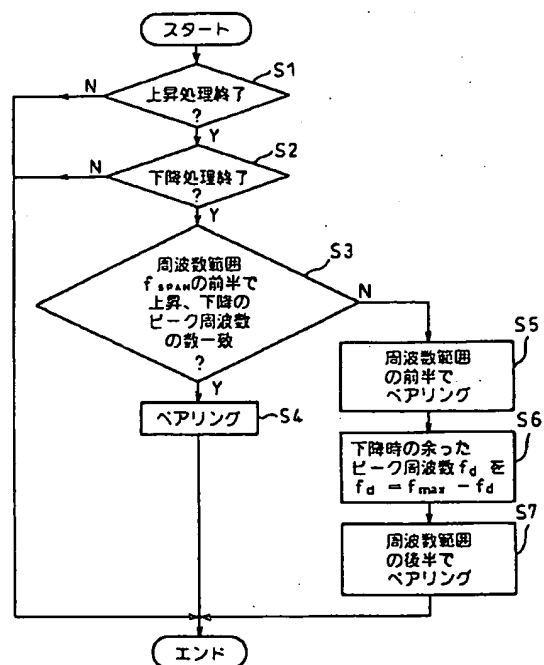 スタート
S1
N
上昇処理終了
?
Y
S2
N
下降処理終了
?
Y
S3
周波数範囲
fSPANの前半で
上昇、下降の
ピーク周波数
の数一致
?
N
Y
S4
ペアリング
S5
周波数範囲
の前半で
ペアリング
S6
下降時の余った
ピーク周波数fdを
fd=fmax-fd
S7
周波数範囲
の後半で
ペアリング
エンド